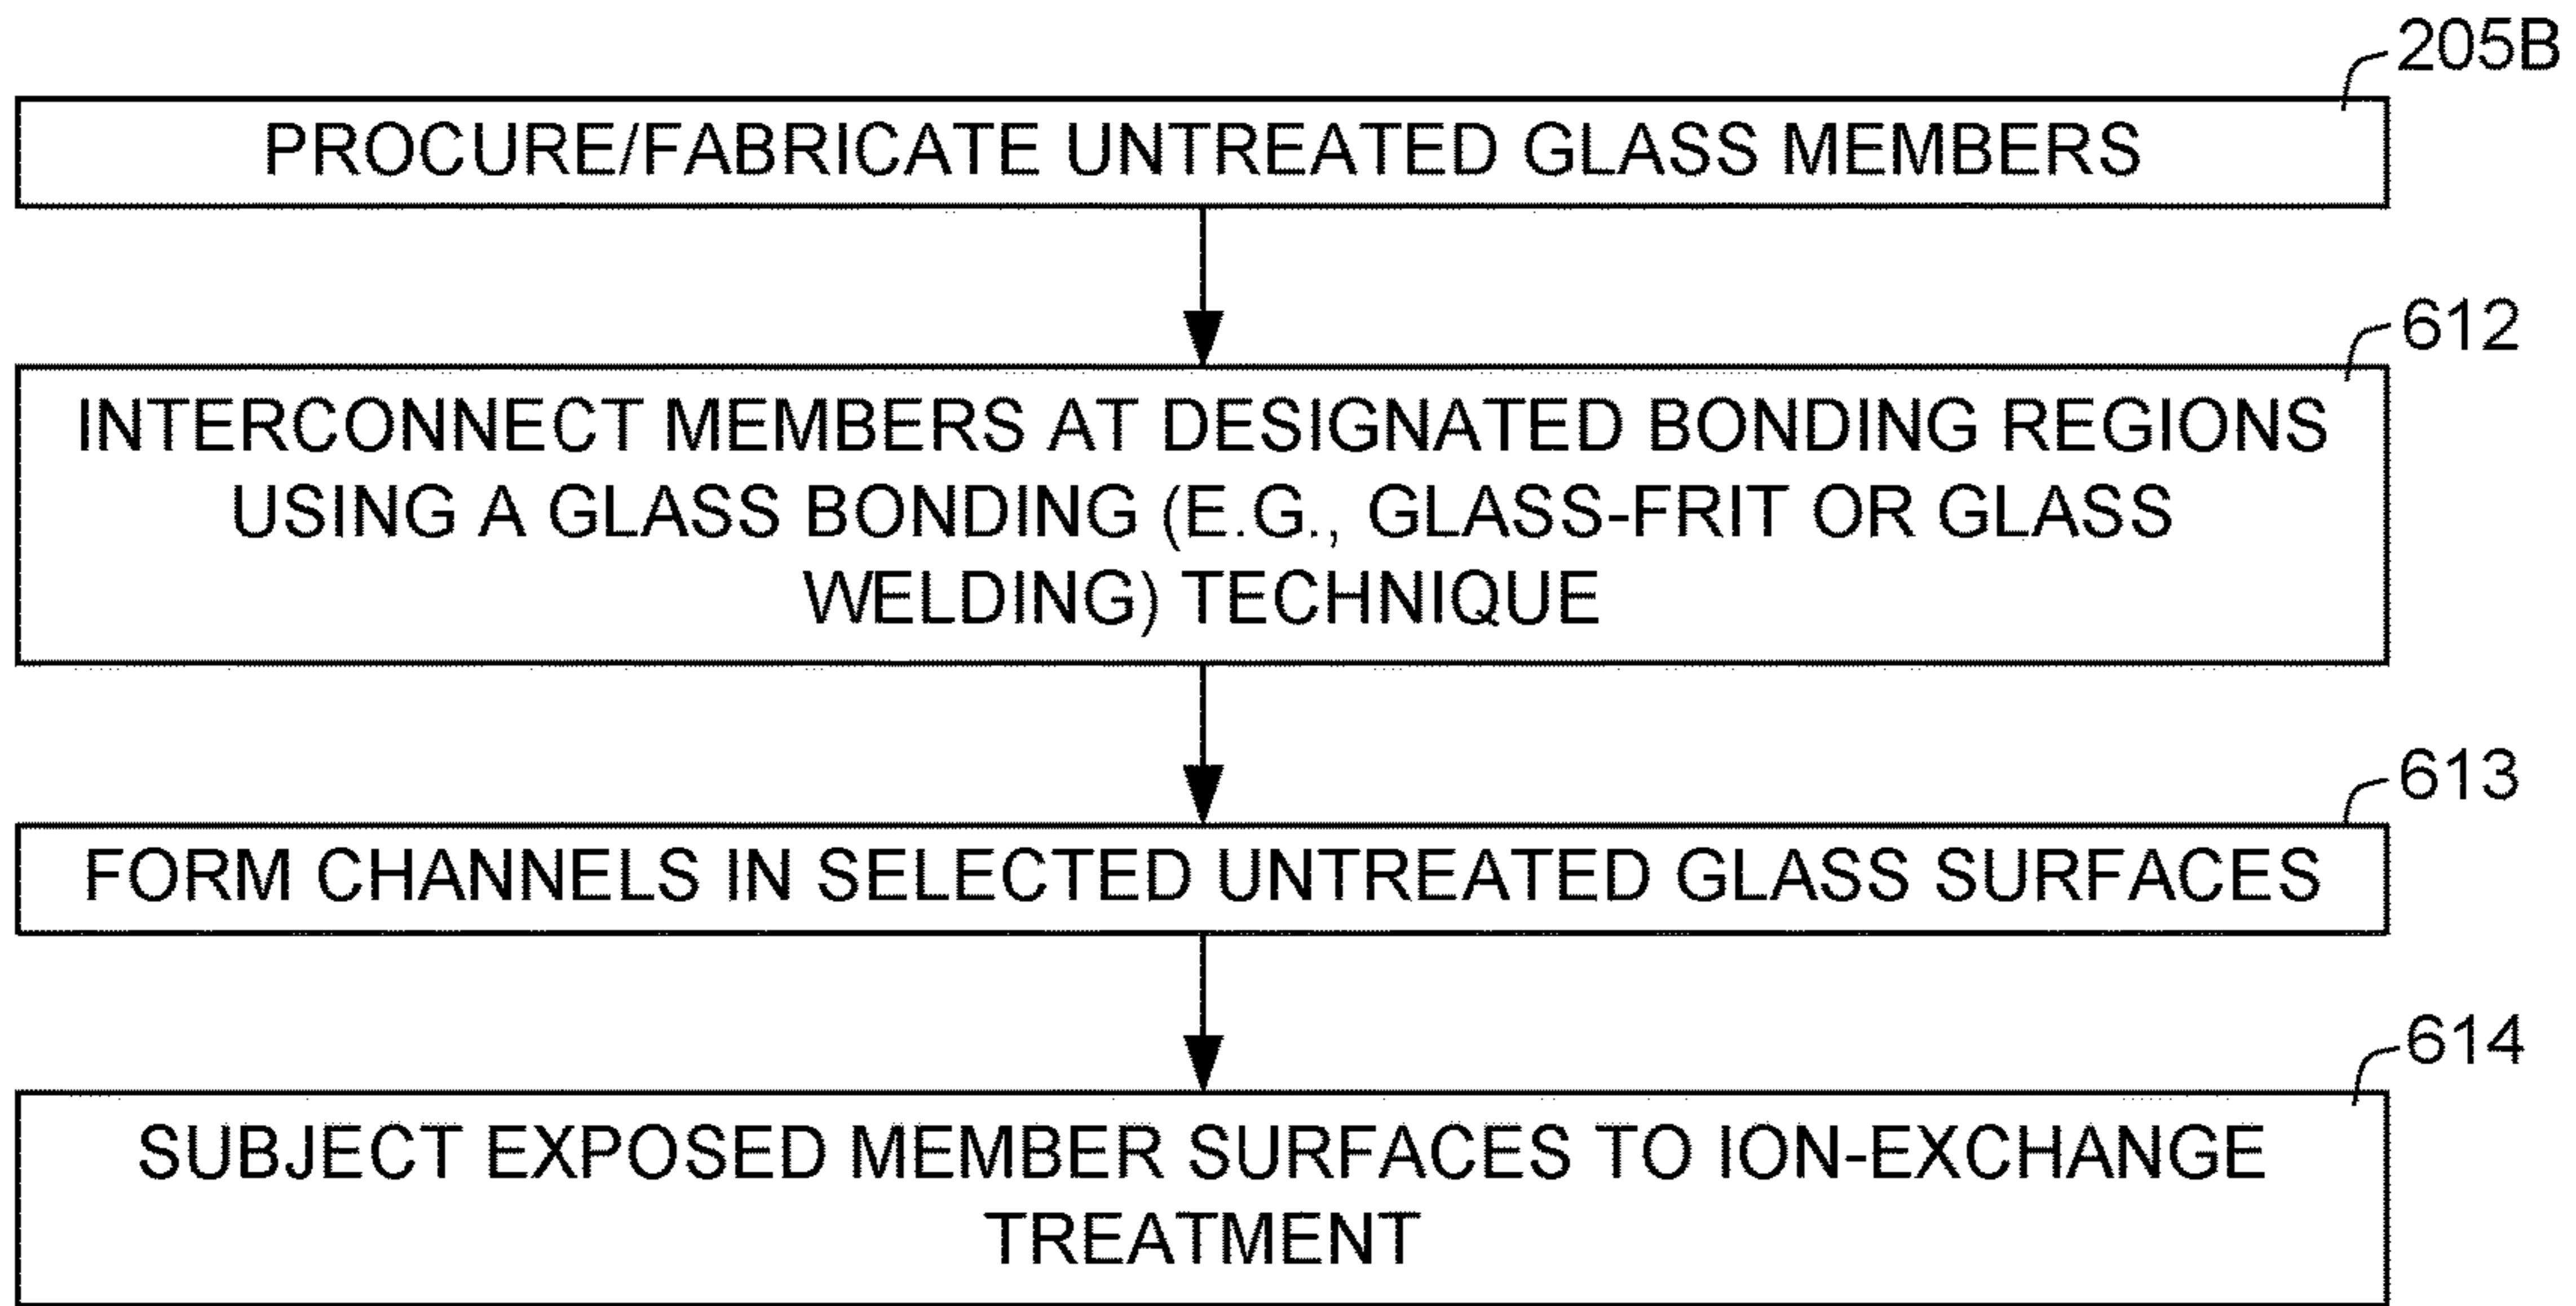 205B
PROCURE/FABRICATE UNTREATED GLASS MEMBERS
612
INTERCONNECT MEMBERS AT DESIGNATED BONDING REGIONS
USING A GLASS BONDING (E.G., GLASS-FRIT OR GLASS
WELDING) TECHNIQUE
613
FORM CHANNELS IN SELECTED UNTREATED GLASS SURFACES
614
SUBJECT EXPOSED MEMBER SURFACES TO ION-EXCHANGE
TREATMENT